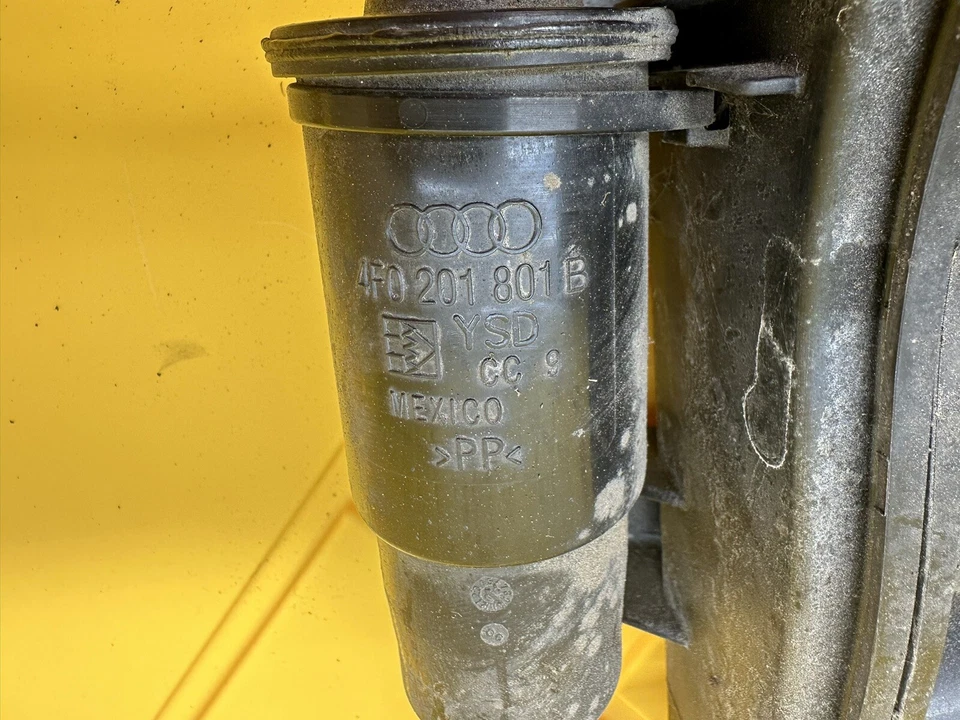 4F0 201 801 B
YSD
CC 9
MEXICO
>PP<